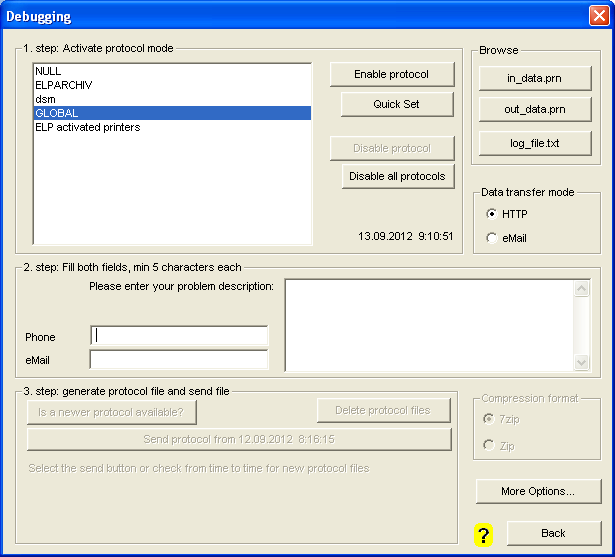 Debugging
1. step: Activate protocol mode
NULL
ELPARCHIV
dsm
GLOBAL
ELP activated printers
Enable protocol
Quick Set
Disable protocol
Disable all protocols
13.09.2012 9:10:51
Browse
in_data.prn
out_data.prn
log_file.txt
Data transfer mode
HTTP
eMail
2. step: Fill both fields, min 5 characters each
Please enter your problem description:
Phone
eMail
3. step: generate protocol file and send file
Is a newer protocol available?
Delete protocol files
Send protocol from 12.09.2012 8:16:15
Select the send button or check from time to time for new protocol files
Compression format
7zip
Zip
More Options...
?
Back